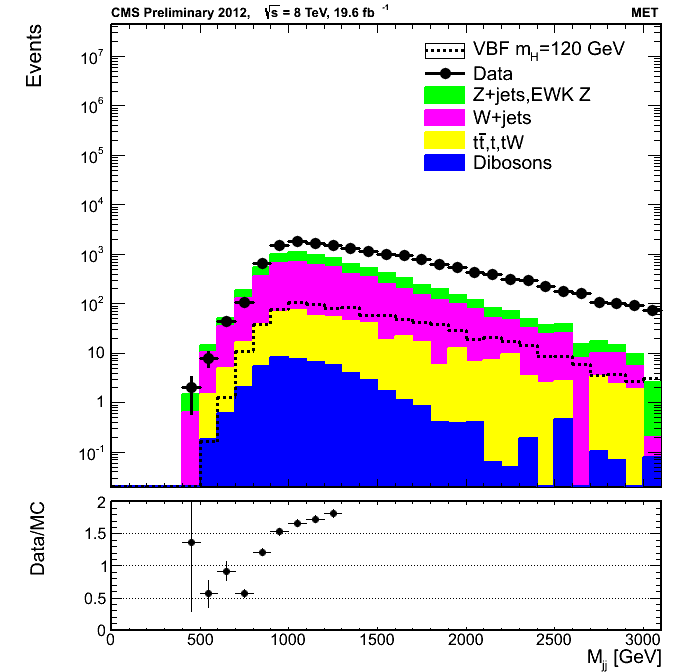 CMS Preliminary 2012, √s = 8 TeV, 19.6 fb⁻¹ MET
Events
VBF m_H=120 GeV
Data
Z+jets,EWK Z
W+jets
tt̄,t,tW
Dibosons
10⁷
10⁶
10⁵
10⁴
10³
10²
10
1
10⁻¹
Data/MC
2
1.5
1
0.5
0
0 500 1000 1500 2000 2500 3000
M_jj [GeV]